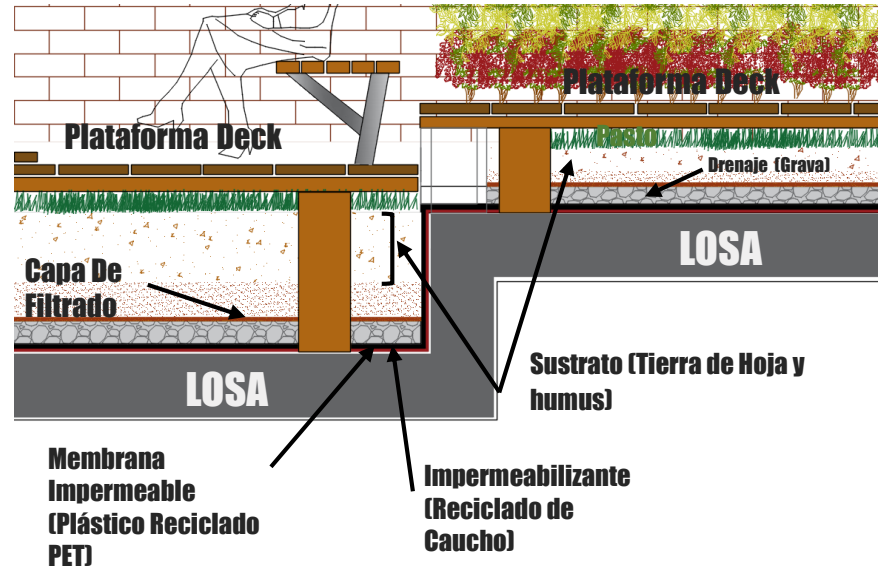 Plataforma Deck
Plataforma Deck
Pasto
Drenaje (Grava)
LOSA
Capa De
Filtrado
LOSA
Sustrato (Tierra de Hoja y
humus)
Membrana
Impermeable
(Plástico Reciclado
PET)
Impermeabilizante
(Reciclado de
Caucho)